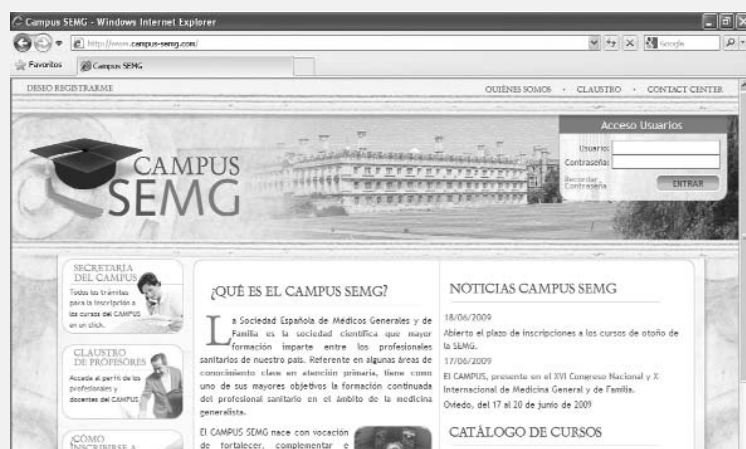 Campus SEMG - Windows Internet Explorer
http://www.campus-semg.com/
Google
Favoritos
Campus SEMG
DESEO REGISTRARME
QUIÉNES SOMOS • CLAUSTRO • CONTACT CENTER
Acceso Usuarios
Usuario:
Contraseña:
Recordar Contraseña
ENTRAR
CAMPUS
SEMG
SECRETARÍA
DEL CAMPUS
Todos los trámites
para la inscripción a
los cursos del CAMPUS
en un click.
CLAUSTRO
DE PROFESORES
Acceda al perfil de los
profesionales y
docentes del CAMPUS
CÓMO
INSCRIBIRSE A
¿QUÉ ES EL CAMPUS SEMG?
La Sociedad Española de Médicos Generales y de
Familia es la sociedad científica que mayor
formación imparte entre los profesionales
sanitarios de nuestro país. Referente en algunas áreas de
conocimiento clave en atención primaria, tiene como
uno de sus mayores objetivos la formación continuada
del profesional sanitario en el ámbito de la medicina
generalista.
El CAMPUS SEMG nace con vocación
de fortalecer, complementar e
NOTICIAS CAMPUS SEMG
18/06/2009
Abierto el plazo de inscripciones a los cursos de otoño de
la SEMG.
17/06/2009
El CAMPUS, presente en el XVI Congreso Nacional y X
Internacional de Medicina General y de Familia.
Oviedo, del 17 al 20 de junio de 2009
CATÁLOGO DE CURSOS